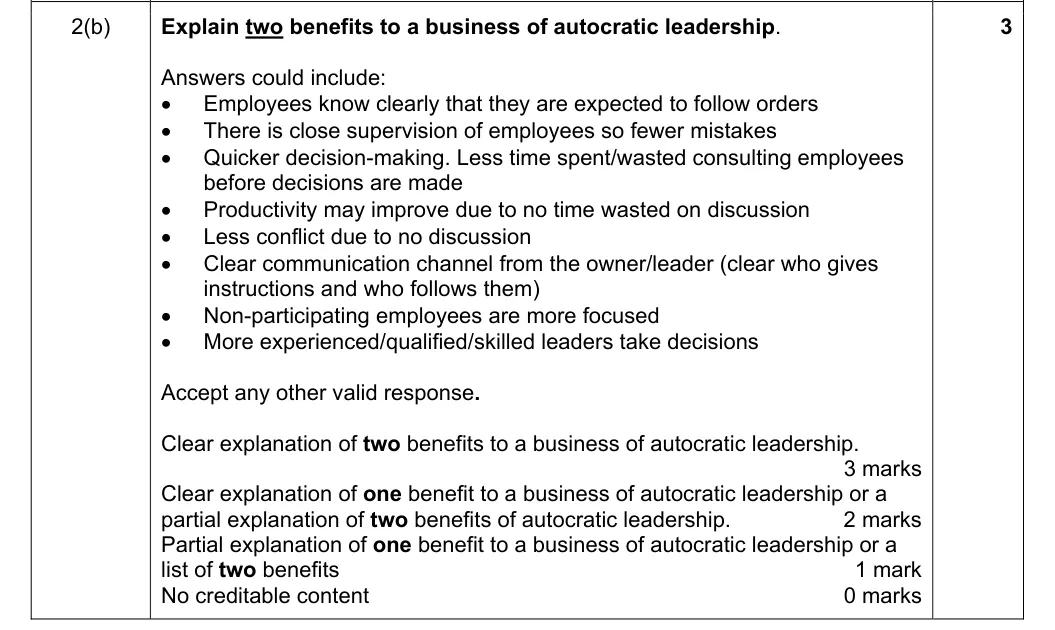 2(b) Explain two benefits to a business of autocratic leadership. 3
Answers could include:
• Employees know clearly that they are expected to follow orders
• There is close supervision of employees so fewer mistakes
• Quicker decision-making. Less time spent/wasted consulting employees
before decisions are made
• Productivity may improve due to no time wasted on discussion
• Less conflict due to no discussion
• Clear communication channel from the owner/leader (clear who gives
instructions and who follows them)
• Non-participating employees are more focused
• More experienced/qualified/skilled leaders take decisions
Accept any other valid response.
Clear explanation of two benefits to a business of autocratic leadership.
3 marks
Clear explanation of one benefit to a business of autocratic leadership or a
partial explanation of two benefits of autocratic leadership. 2 marks
Partial explanation of one benefit to a business of autocratic leadership or a
list of two benefits 1 mark
No creditable content 0 marks